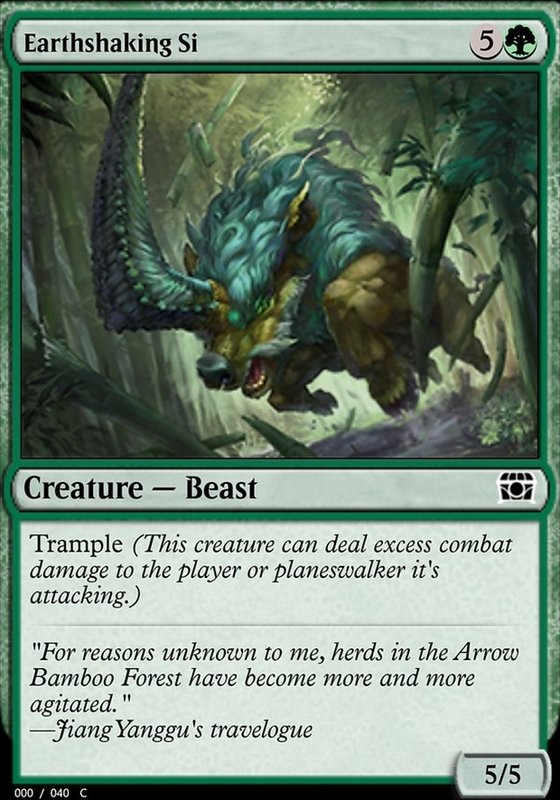 Earthshaking Si 5
Creature — Beast
Trample (This creature can deal excess combat
damage to the player or planeswalker it's
attacking.)
"For reasons unknown to me, herds in the Arrow
Bamboo Forest have become more and more
agitated."
—Jiang Yanggu's travelogue
5/5
000 / 040 C